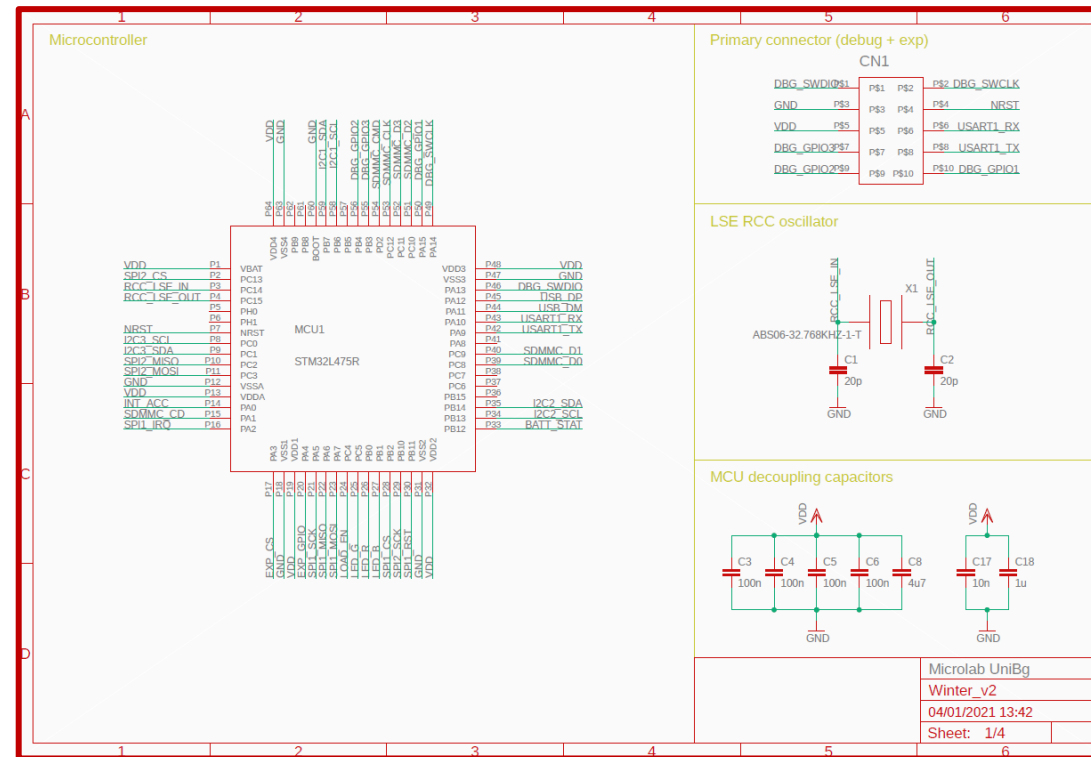 1 2 3 4 5 6
A
B
C
D
Microcontroller
VDD
GND
GND
I2C1_SDA
I2C1_SCL
DBG_GPIO2
DBG_GPIO3
SDMMC_CMD
SDMMC_CLK
SDMMC_D3
SDMMC_D2
DBG_GPIO1
DBG_SWCLK
P64 P63 P62 P61 P60 P59 P58 P57 P56 P55 P54 P53 P52 P51 P50 P49
VDD4 VSS4 PB9 PB8 BOOT PB7 PB6 PB5 PB4 PB3 PD2 PC12 PC11 PC10 PA15 PA14
VDD P1 VBAT
SPI2_CS P2 PC13
RCC_LSE_IN P3 PC14
RCC_LSE_OUT P4 PC15
P5 PH0
P6 PH1
NRST P7 NRST
I2C3_SCL P8 PC0
I2C3_SDA P9 PC1
SPI2_MISO P10 PC2
SPI2_MOSI P11 PC3
GND P12 VSSA
VDD P13 VDDA
INT_ACC P14 PA0
SDMMC_CD P15 PA1
SPI1_IRQ P16 PA2
MCU1
STM32L475R
VDD3 P48 VDD
VSS3 P47 GND
PA13 P46 DBG_SWDIO
PA12 P45 USB_DP
PA11 P44 USB_DM
PA10 P43 USART1_RX
PA9 P42 USART1_TX
PA8 P41
PC9 P40 SDMMC_D1
PC8 P39 SDMMC_D0
PC7 P38
PC6 P37
PB15 P36
PB14 P35 I2C2_SDA
PB13 P34 I2C2_SCL
PB12 P33 BATT_STAT
PA3 VSS1 VDD1 PA4 PA5 PA6 PA7 PC4 PC5 PB0 PB1 PB2 PB10 PB11 VSS2 VDD2
P17 P18 P19 P20 P21 P22 P23 P24 P25 P26 P27 P28 P29 P30 P31 P32
EXP_CS
GND
VDD
EXP_GPIO
SPI1_SCK
SPI1_MISO
SPI1_MOSI
LOAD_EN
LED_G
LED_R
LED_B
SPI1_CS
SPI2_SCK
SPI1_RST
GND
VDD
Primary connector (debug + exp)
CN1
DBG_SWDIO P$1 P$1 P$2 P$2 DBG_SWCLK
GND P$3 P$3 P$4 P$4 NRST
VDD P$5 P$5 P$6 P$6 USART1_RX
DBG_GPIO3 P$7 P$7 P$8 P$8 USART1_TX
DBG_GPIO2 P$9 P$9 P$10 P$10 DBG_GPIO1
LSE RCC oscillator
RCC_LSE_IN
RCC_LSE_OUT
X1
ABS06-32.768KHZ-1-T
C1 C2
20p 20p
GND GND
MCU decoupling capacitors
VDD VDD
C3 C4 C5 C6 C8 C17 C18
100n 100n 100n 100n 4u7 10n 1u
GND GND
Microlab UniBg
Winter_v2
04/01/2021 13:42
Sheet: 1/4
1 2 3 4 5 6